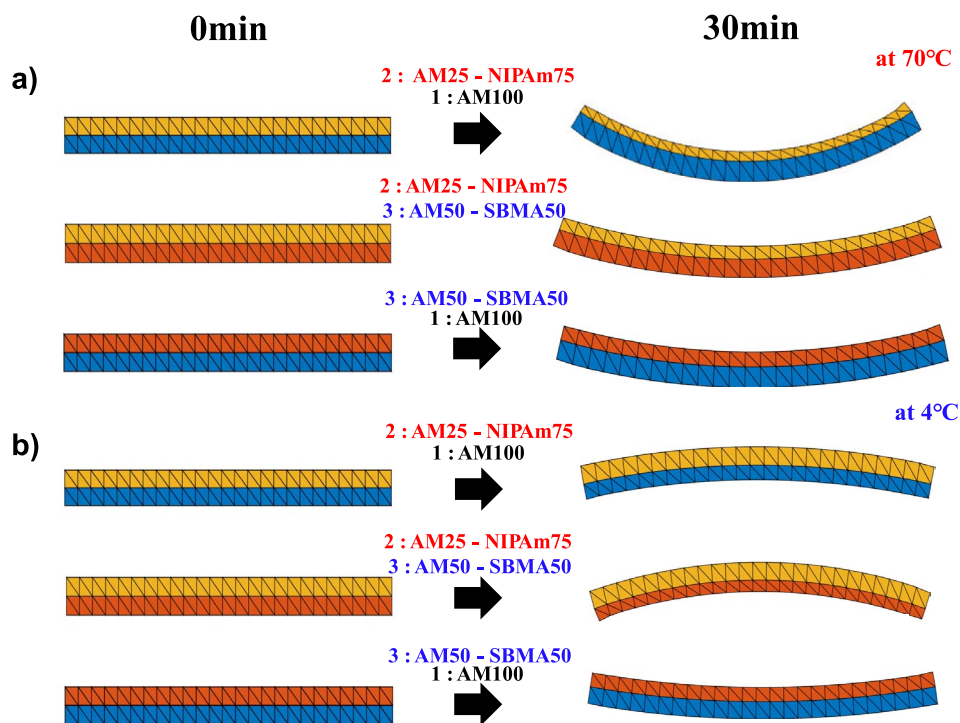 0min
30min
at 70°C
a)
2 : AM25 - NIPAm75
1 : AM100
2 : AM25 - NIPAm75
3 : AM50 - SBMA50
3 : AM50 - SBMA50
1 : AM100
at 4°C
b)
2 : AM25 - NIPAm75
1 : AM100
2 : AM25 - NIPAm75
3 : AM50 - SBMA50
3 : AM50 - SBMA50
1 : AM100